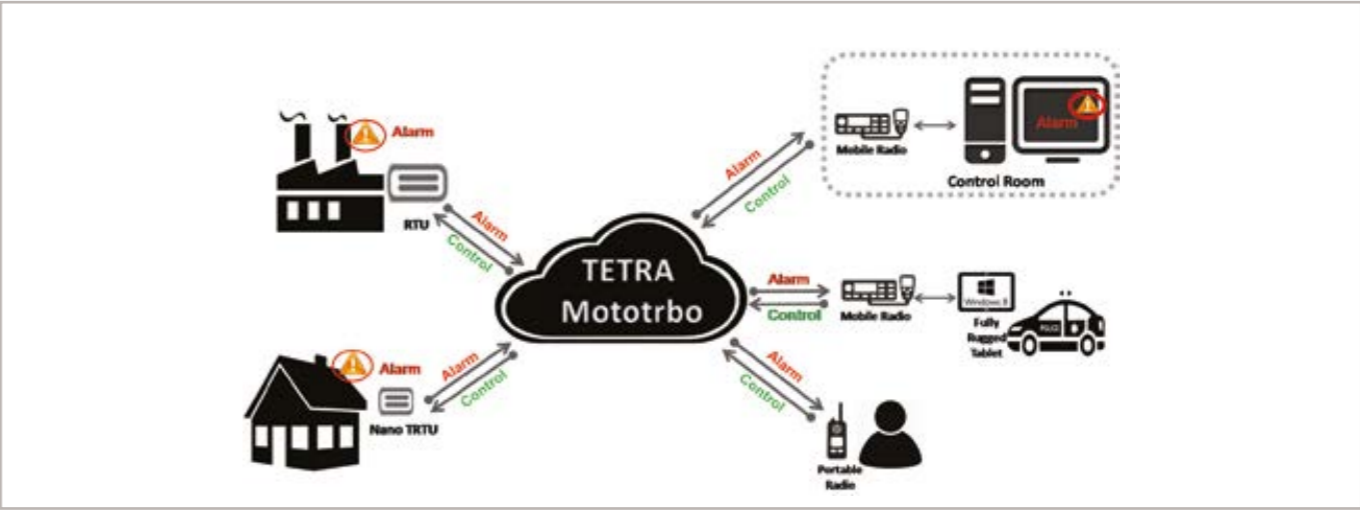 Alarm
RTU
Alarm
Control
Alarm
Nano TRTU
Alarm
Control
TETRA
Mototrbo
Alarm
Control
Mobile Radio
Alarm
Control Room
Alarm
Control
Mobile Radio
Windows 8
Fully
Rugged
Tablet
POLICE
Alarm
Control
Portable
Radio